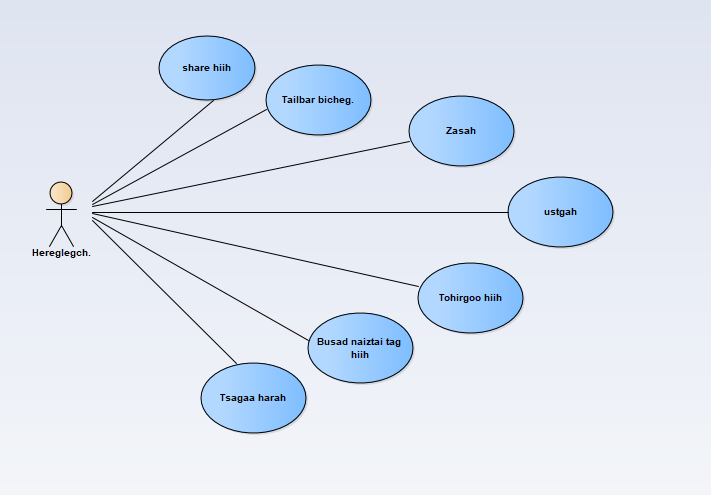 share hiih
Tailbar bicheg.
Zasah
ustgah
Hereglegch.
Tohirgoo hiih
Busad naiztai tag
hiih
Tsagaa harah